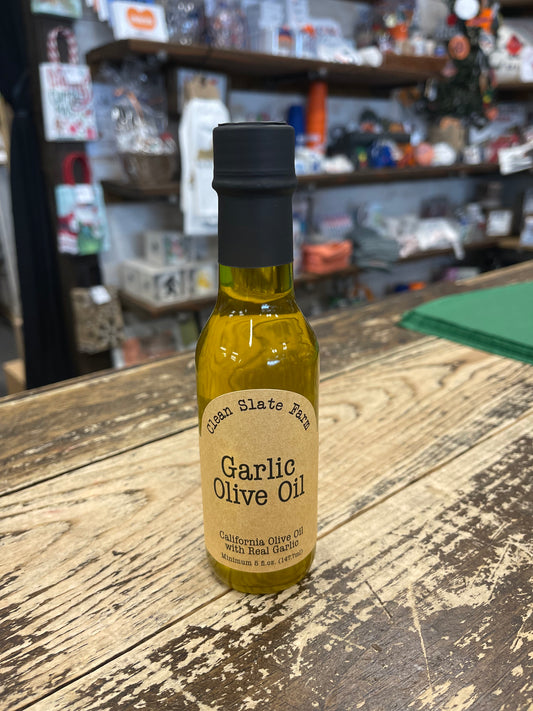 Clean Slate Farm
Garlic
Olive Oil
California Olive Oil
with Real Garlic
Minimum 5 fl.oz. (147.7ml)